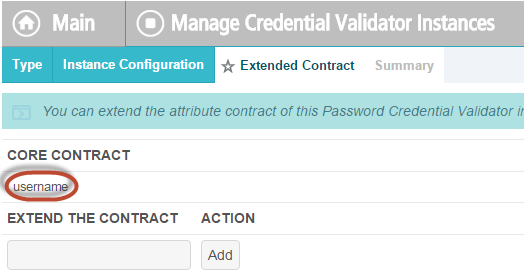 Main Manage Credential Validator Instances
Type Instance Configuration Extended Contract Summary
You can extend the attribute contract of this Password Credential Validator
CORE CONTRACT
username
EXTEND THE CONTRACT ACTION
Add